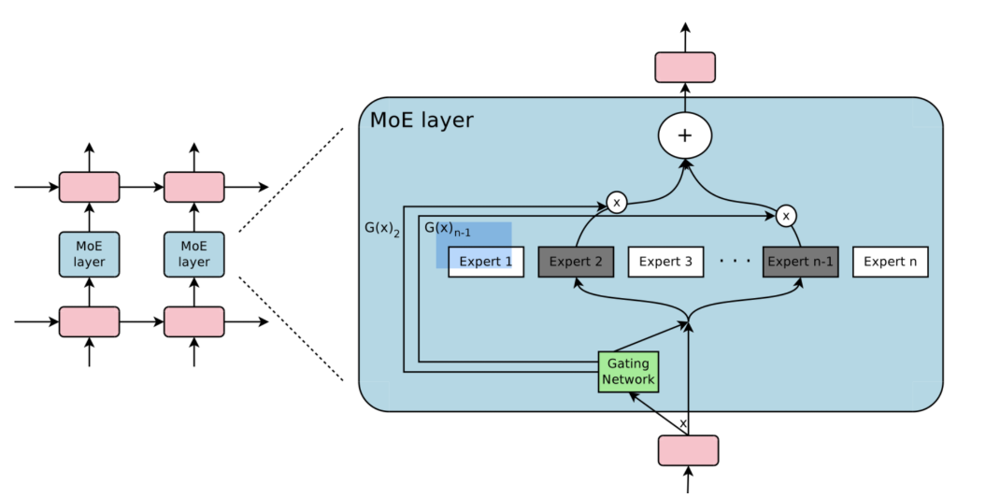 MoE layer
+
x
x
G(x)2
G(x)n-1
MoE
layer
MoE
layer
Expert 1
Expert 2
Expert 3
. . .
Expert n-1
Expert n
Gating
Network
x